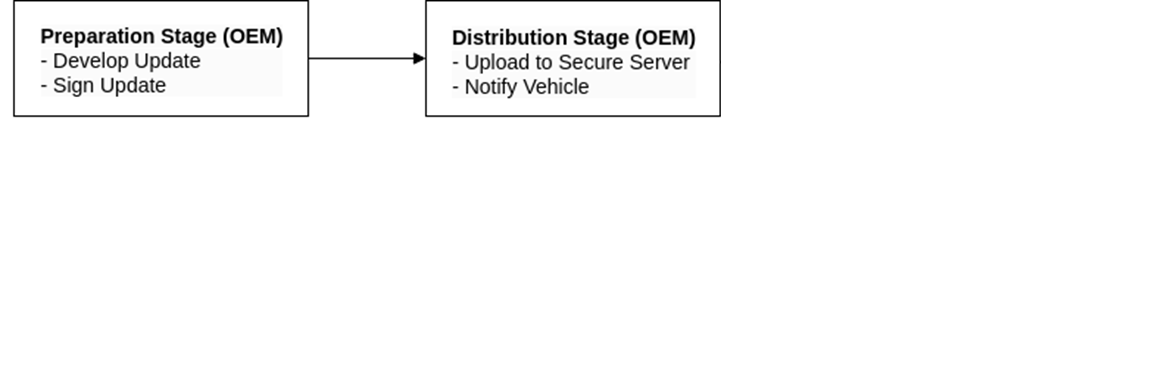 Preparation Stage (OEM)
- Develop Update
- Sign Update
Distribution Stage (OEM)
- Upload to Secure Server
- Notify Vehicle